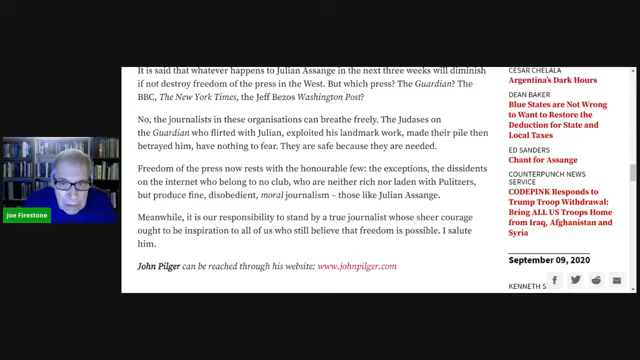 It is said that whatever happens to Julian Assange in the next three weeks will diminish
if not destroy freedom of the press in the West. But which press? The Guardian? The
BBC, The New York Times, the Jeff Bezos Washington Post?
No, the journalists in these organisations can breathe freely. The Judases on
the Guardian who flirted with Julian, exploited his landmark work, made their pile then
betrayed him, have nothing to fear. They are safe because they are needed.
Freedom of the press now rests with the honourable few: the exceptions, the dissidents
on the internet who belong to no club, who are neither rich nor laden with Pulitzers,
but produce fine, disobedient, moral journalism – those like Julian Assange.
Meanwhile, it is our responsibility to stand by a true journalist whose sheer courage
ought to be inspiration to all of us who still believe that freedom is possible. I salute
him.
John Pilger can be reached through his website: www.johnpilger.com
CESAR CHELALA
Argentina's Dark Hours
DEAN BAKER
Blue States are Not Wrong
to Want to Restore the
Deduction for State and
Local Taxes
ED SANDERS
Chant for Assange
COUNTERPUNCH NEWS
SERVICE
CODEPINK Responds to
Trump Troop Withdrawal:
Bring ALL US Troops Home
from Iraq, Afghanistan and
Syria
September 09, 2020
KENNETH S
Joe Firestone